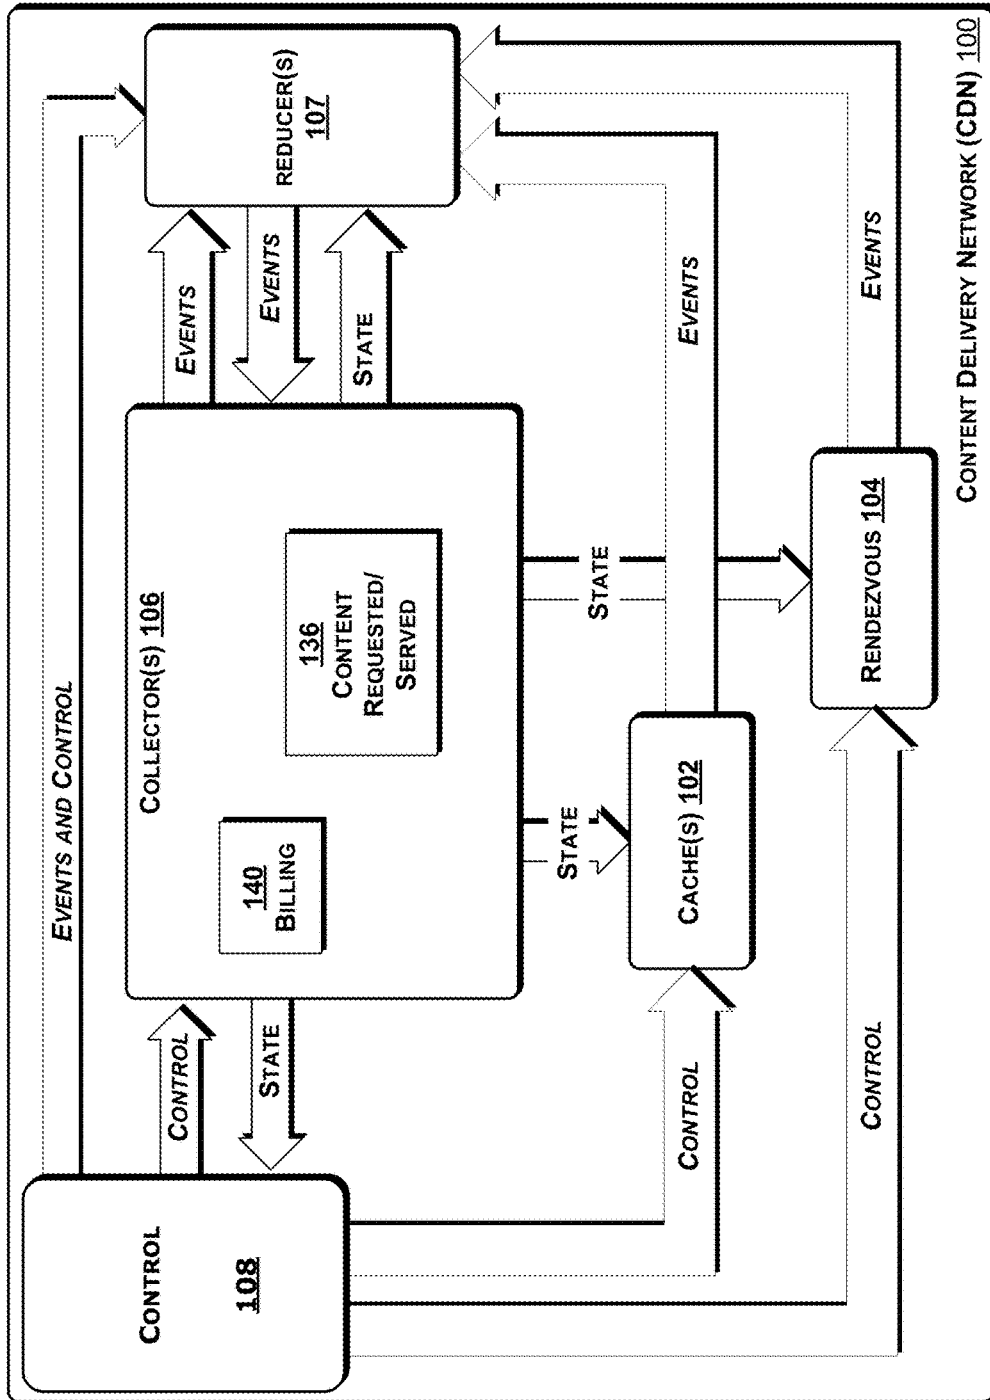 EVENTS AND CONTROL
CONTROL
108
CONTROL
STATE
COLLECTOR(S) 106
140
BILLING
136
CONTENT
REQUESTED/
SERVED
EVENTS
EVENTS
STATE
REDUCER(S)
107
STATE
STATE
CONTROL
CACHE(S) 102
EVENTS
CONTROL
RENDEZVOUS 104
EVENTS
CONTENT DELIVERY NETWORK (CDN) 100